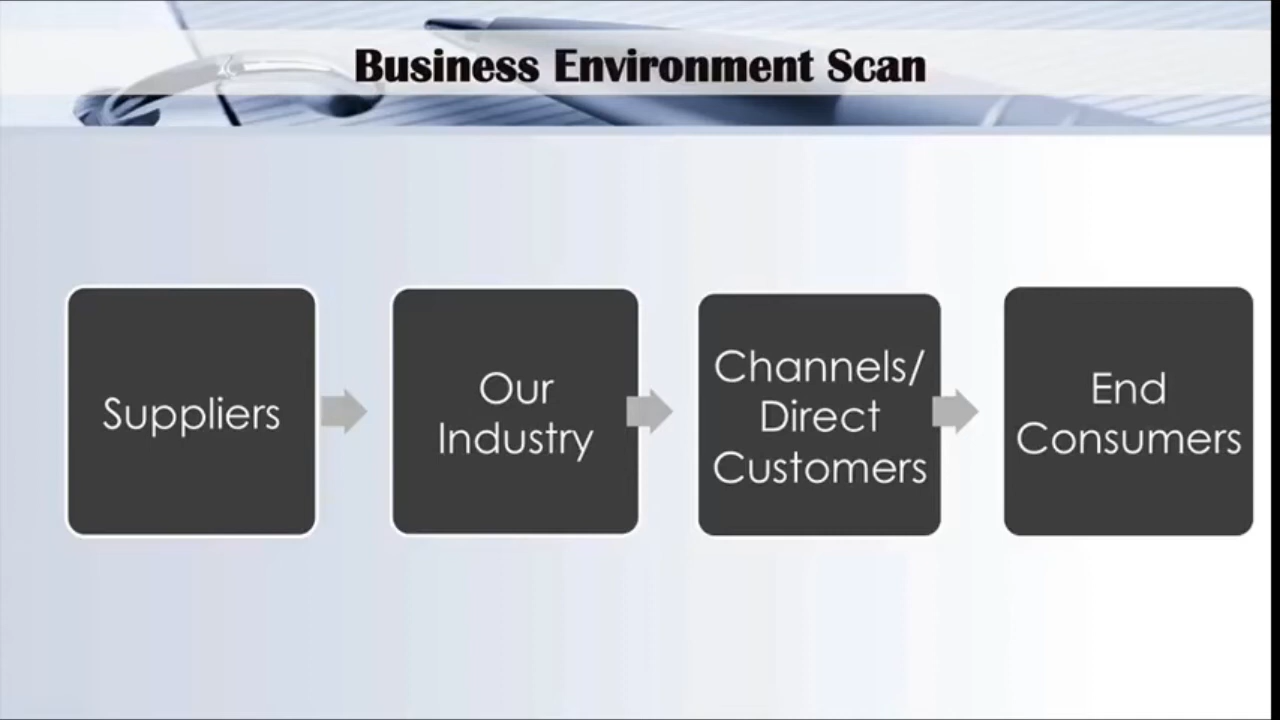 Business Environment Scan
Suppliers
Our
Industry
Channels/
Direct
Customers
End
Consumers